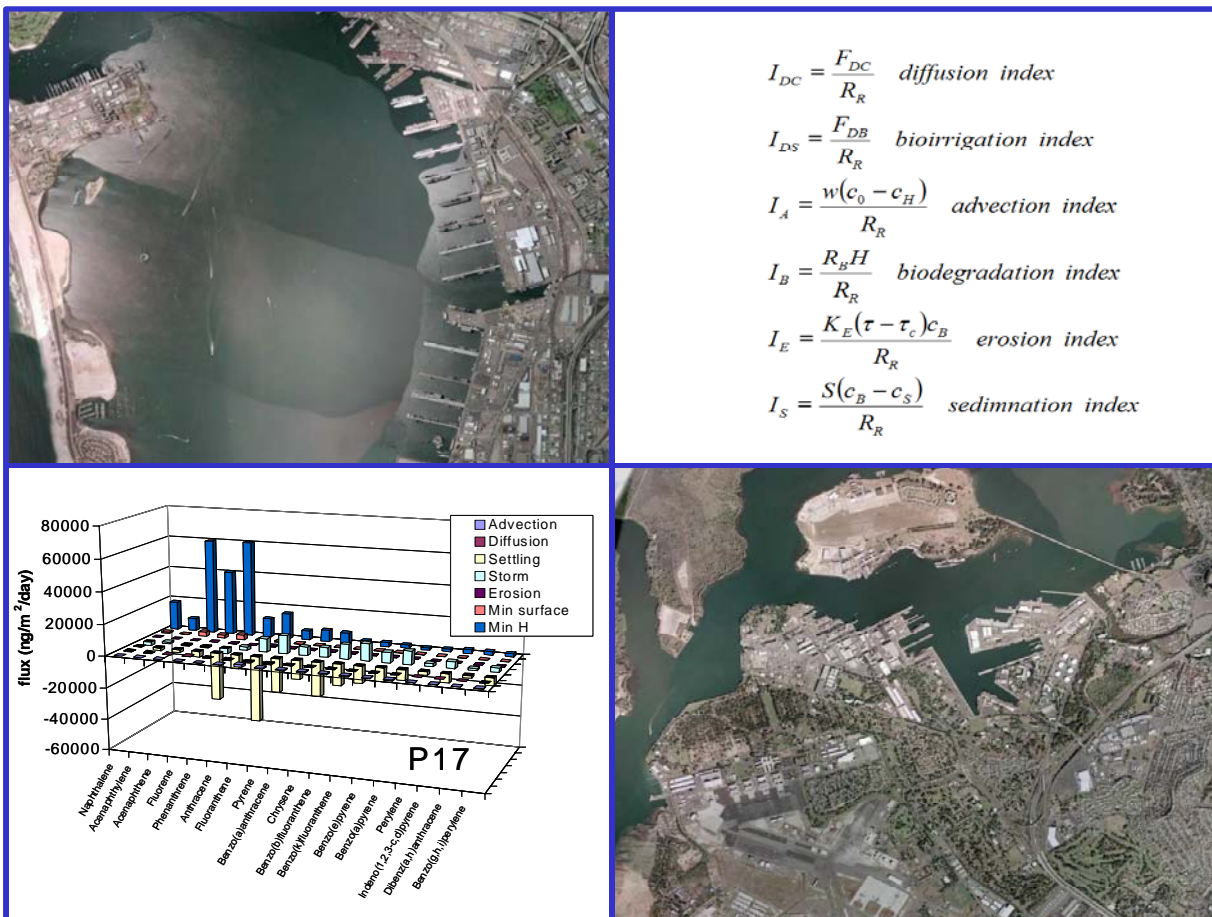 I_DC = F_DC / R_R diffusion index
I_DS = F_DB / R_R bioirrigation index
I_A = w(c_0 − c_H) / R_R advection index
I_B = R_B H / R_R biodegradation index
I_E = K_E(τ − τ_c)c_B / R_R erosion index
I_S = S(c_B − c_S) / R_R sedimnation index
80000
60000
40000
20000
0
-20000
-40000
-60000
flux (ng/m²/day)
Advection
Diffusion
Settling
Storm
Erosion
Min surface
Min H
P17
Naphthalene
Acenaphthylene
Acenaphthene
Fluorene
Phenanthrene
Anthracene
Fluoranthene
Pyrene
Benzo(a)anthracene
Chrysene
Benzo(b)fluoranthene
Benzo(k)fluoranthene
Benzo(e)pyrene
Benzo(a)pyrene
Perylene
Indeno(1,2,3-c,d)pyrene
Dibenz(a,h)anthracene
Benzo(g,h,i)perylene